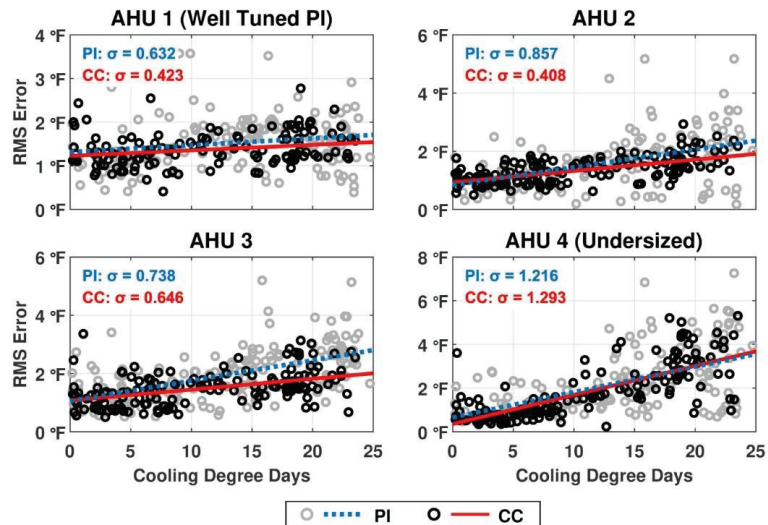 AHU 1 (Well Tuned PI)
4 °F
3 °F
2 °F
1 °F
0 °F
RMS Error
PI: σ = 0.632
CC: σ = 0.423
AHU 2
6 °F
4 °F
2 °F
0 °F
PI: σ = 0.857
CC: σ = 0.408
AHU 3
6 °F
4 °F
2 °F
0 °F
RMS Error
PI: σ = 0.738
CC: σ = 0.646
0 5 10 15 20 25
Cooling Degree Days
AHU 4 (Undersized)
8 °F
6 °F
4 °F
2 °F
0 °F
PI: σ = 1.216
CC: σ = 1.293
0 5 10 15 20 25
Cooling Degree Days
PI CC